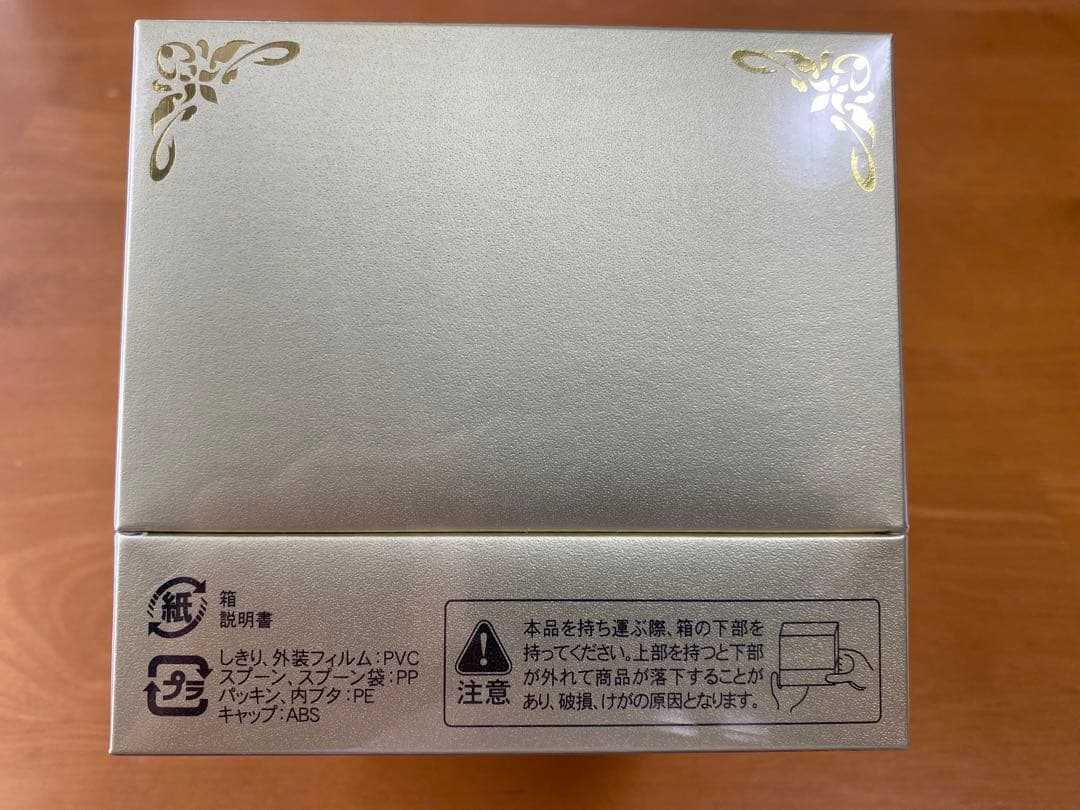 紙
箱
説明書
プラ
しきり、外装フィルム:PVC
スプーン、スプーン袋:PP
パッキン、内ブタ:PE
キャップ:ABS
注意
本品を持ち運ぶ際、箱の下部を
持ってください。上部を持つと下部
が外れて商品が落下することが
あり、破損、けがの原因となります。